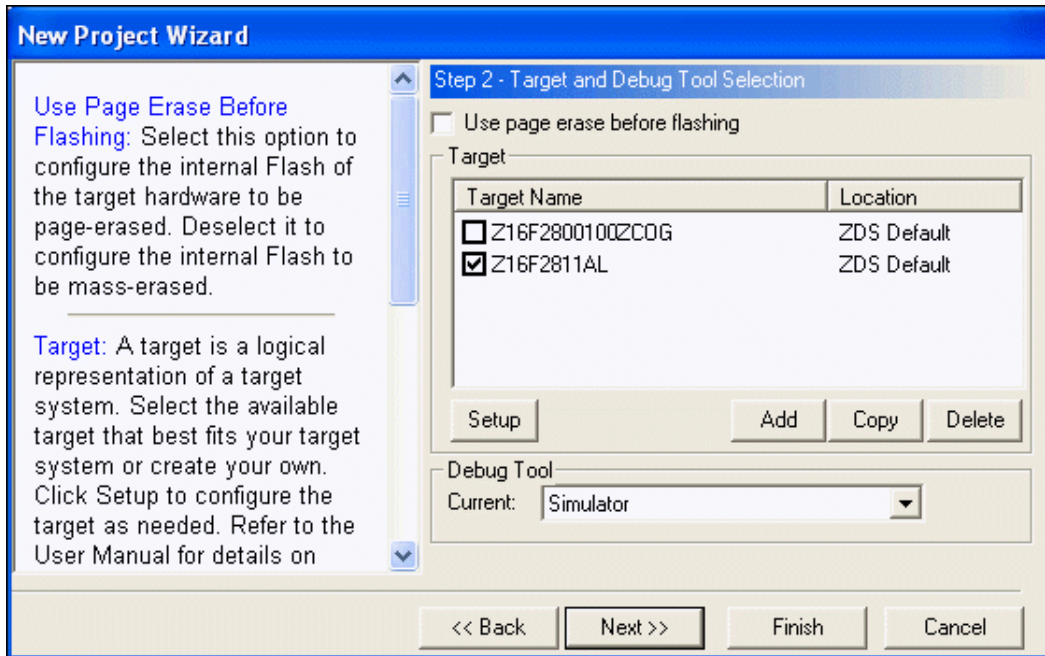 New Project Wizard
Use Page Erase Before
Flashing: Select this option to
configure the internal Flash of
the target hardware to be
page-erased. Deselect it to
configure the internal Flash to
be mass-erased.
Target: A target is a logical
representation of a target
system. Select the available
target that best fits your target
system or create your own.
Click Setup to configure the
target as needed. Refer to the
User Manual for details on
Step 2 - Target and Debug Tool Selection
Use page erase before flashing
Target
Target Name Location
Z16F2800100ZCOG ZDS Default
Z16F2811AL ZDS Default
Setup Add Copy Delete
Debug Tool
Current: Simulator
<< Back Next >> Finish Cancel